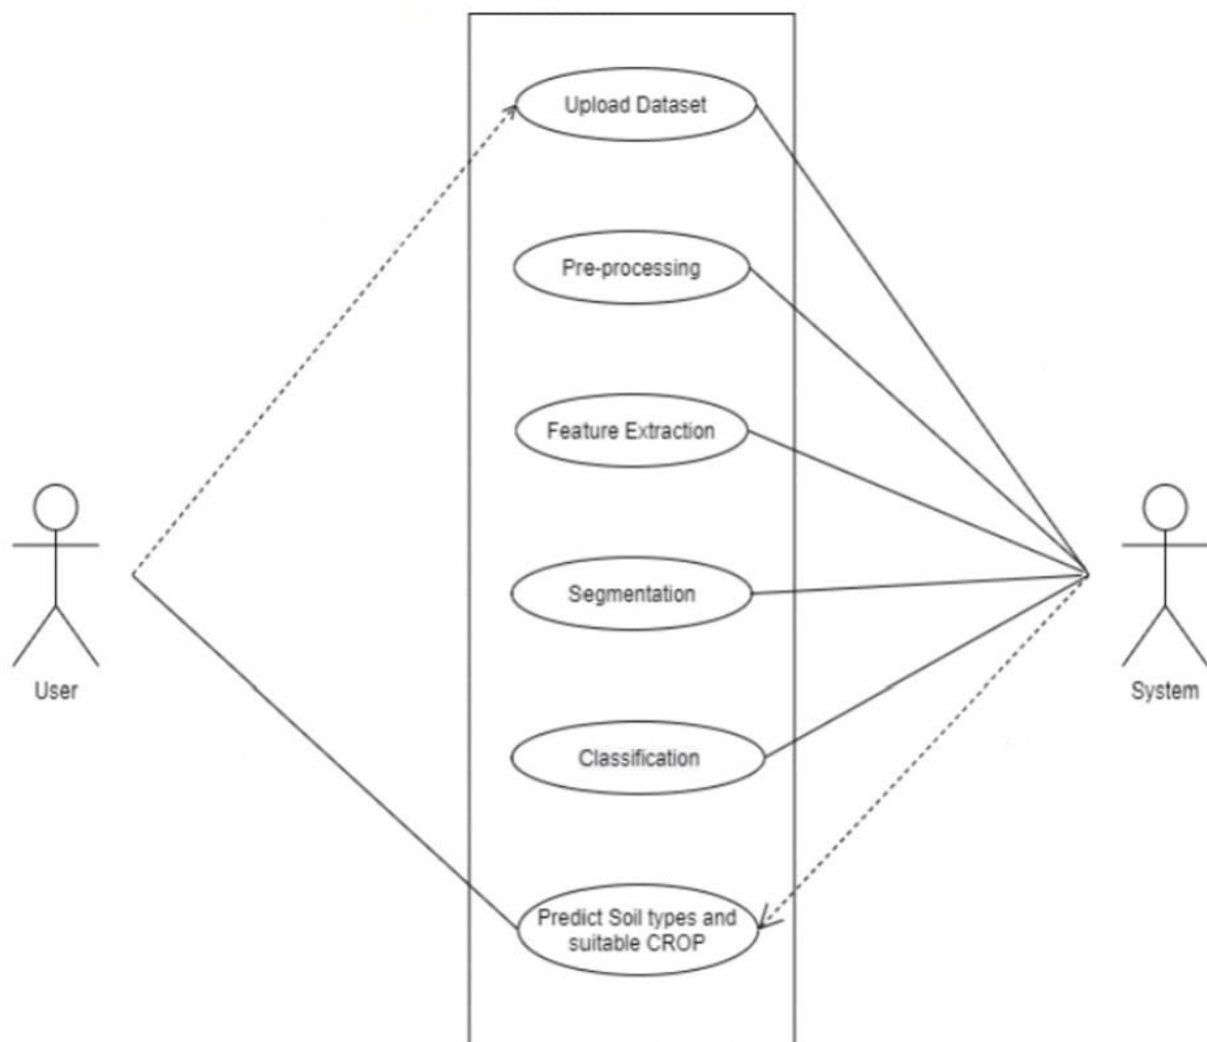 Upload Dataset
Pre-processing
Feature Extraction
Segmentation
User
System
Classification
Predict Soil types and
suitable CROP